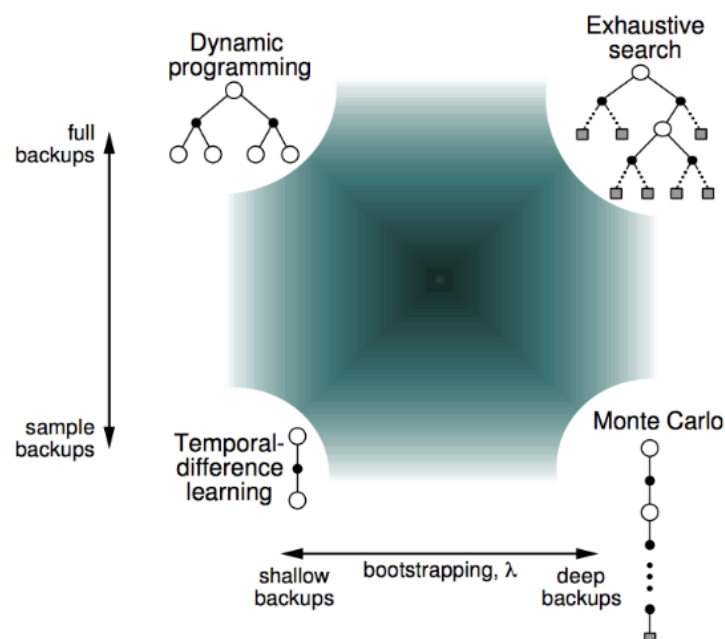 Dynamic
programming
Exhaustive
search
full
backups
sample
backups
Temporal-
difference
learning
Monte Carlo
bootstrapping, λ
shallow
backups
deep
backups